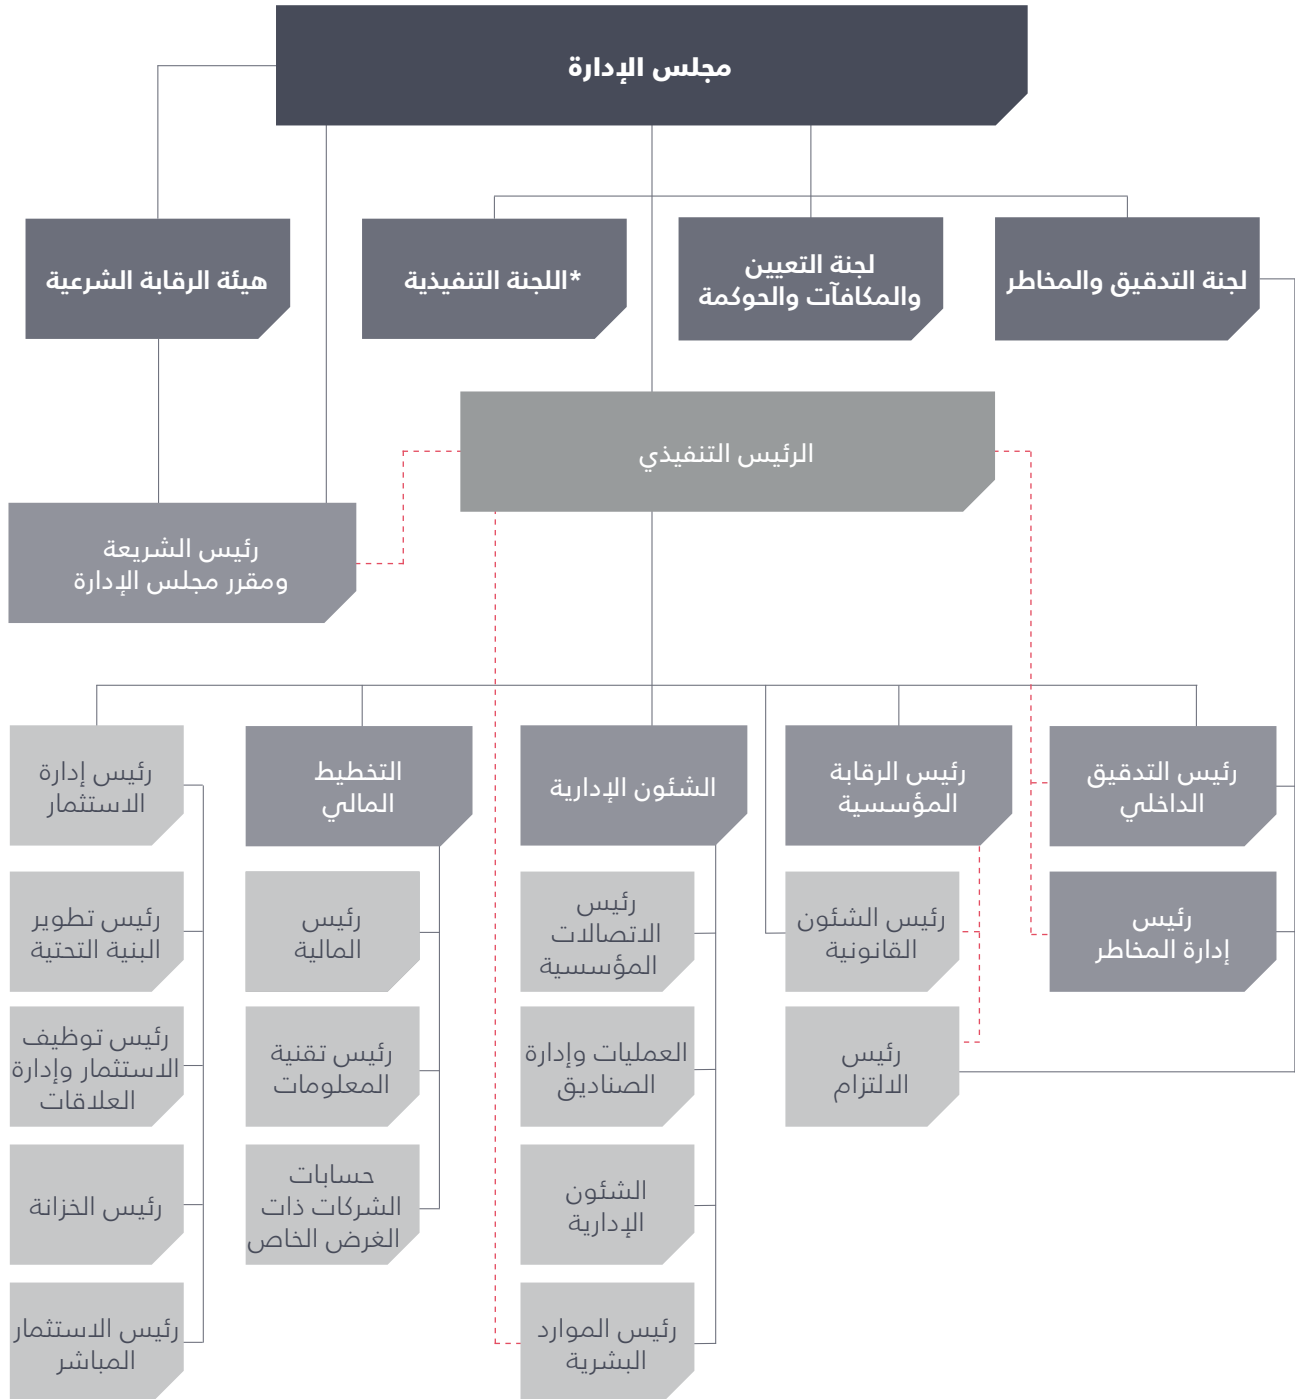 مجلس الإدارة
لجنة التدقيق والمخاطر
لجنة التعيين
والمكافآت والحوكمة
*اللجنة التنفيذية
هيئة الرقابة الشرعية
الرئيس التنفيذي
رئيس الشريعة
ومقرر مجلس الإدارة
رئيس التدقيق
الداخلي
رئيس الرقابة
المؤسسية
الشئون الإدارية
التخطيط
المالي
رئيس إدارة
الاستثمار
رئيس
إدارة المخاطر
رئيس الشئون
القانونية
رئيس
الاتصالات
المؤسسية
رئيس
المالية
رئيس تطوير
البنية التحتية
رئيس
الالتزام
العمليات وإدارة
الصناديق
رئيس تقنية
المعلومات
رئيس توظيف
الاستثمار وإدارة
العلاقات
الشئون
الإدارية
حسابات
الشركات ذات
الغرض الخاص
رئيس الخزانة
رئيس الموارد
البشرية
رئيس الاستثمار
المباشر